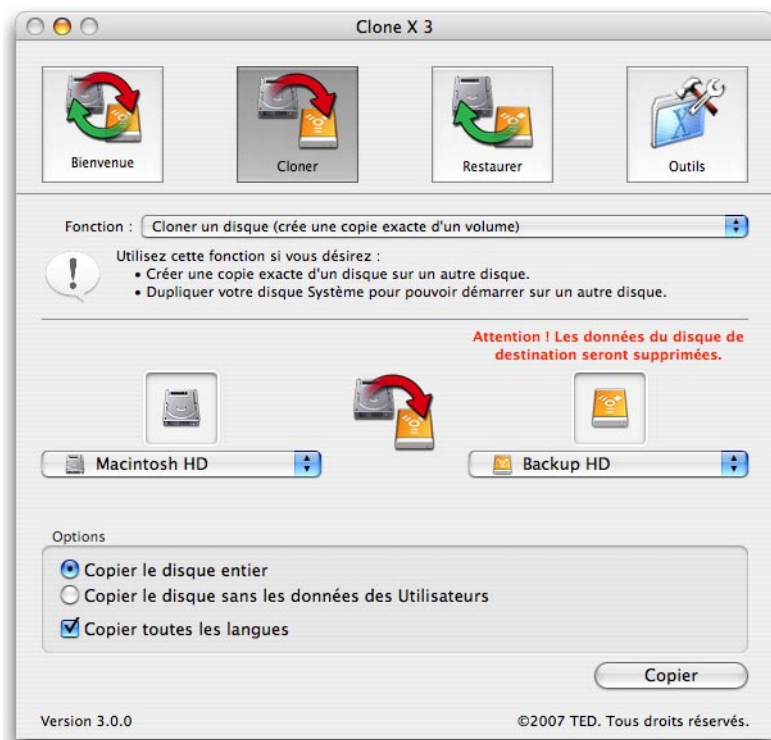 Clone X 3
Bienvenue
Cloner
Restaurer
Outils
Fonction : Cloner un disque (crée une copie exacte d'un volume)
Utilisez cette fonction si vous désirez :
• Créer une copie exacte d'un disque sur un autre disque.
• Dupliquer votre disque Système pour pouvoir démarrer sur un autre disque.
Attention ! Les données du disque de
destination seront supprimées.
Macintosh HD
Backup HD
Options
Copier le disque entier
Copier le disque sans les données des Utilisateurs
Copier toutes les langues
Copier
Version 3.0.0
©2007 TED. Tous droits réservés.